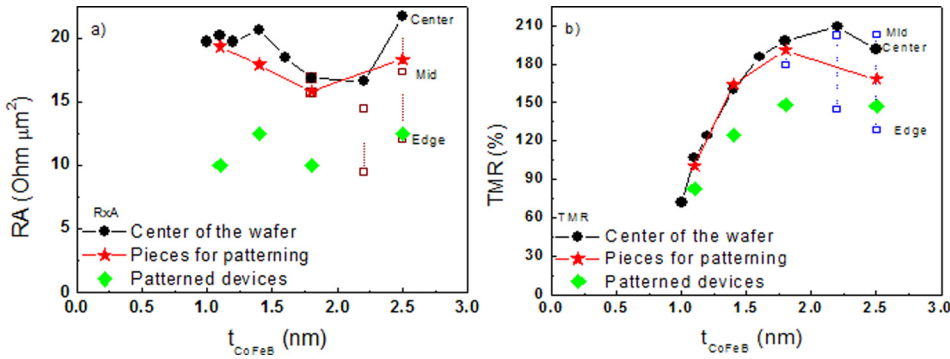 a)
RA (Ohm μm²)
20
15
10
5
0
0.0 0.5 1.0 1.5 2.0 2.5 3.0
t_CoFeB (nm)
Center
Mid
Edge
RxA
Center of the wafer
Pieces for patterning
Patterned devices
b)
TMR (%)
210
180
150
120
90
60
30
0
0.0 0.5 1.0 1.5 2.0 2.5 3.0
t_CoFeB (nm)
Mid
Center
Edge
TMR
Center of the wafer
Pieces for patterning
Patterned devices